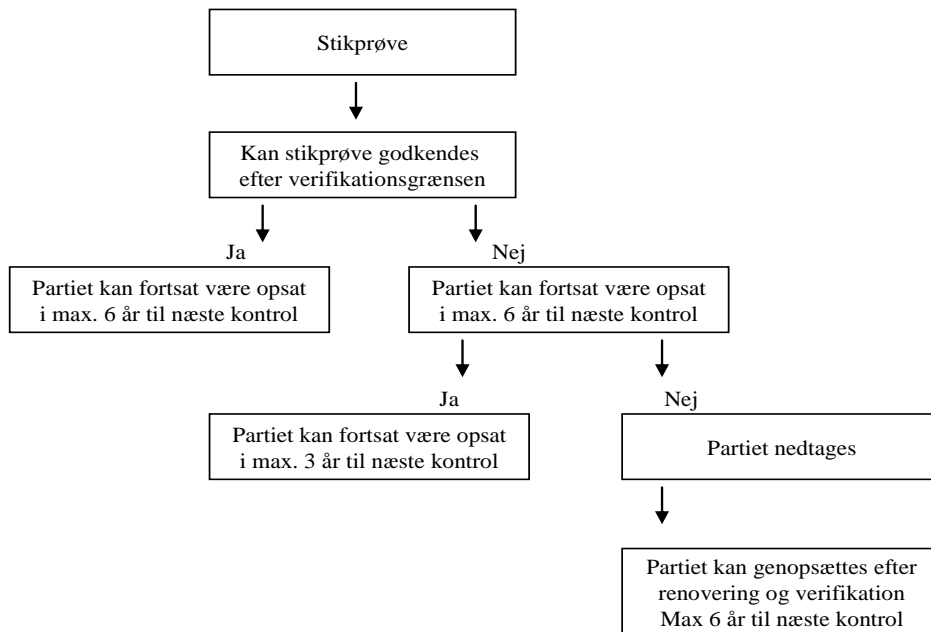 Stikprøve
Kan stikprøve godkendes
efter verifikationsgrænsen
Ja
Nej
Partiet kan fortsat være opsat
i max. 6 år til næste kontrol
Partiet kan fortsat være opsat
i max. 6 år til næste kontrol
Ja
Nej
Partiet kan fortsat være opsat
i max. 3 år til næste kontrol
Partiet nedtages
Partiet kan genopsættes efter
renovering og verifikation
Max 6 år til næste kontrol